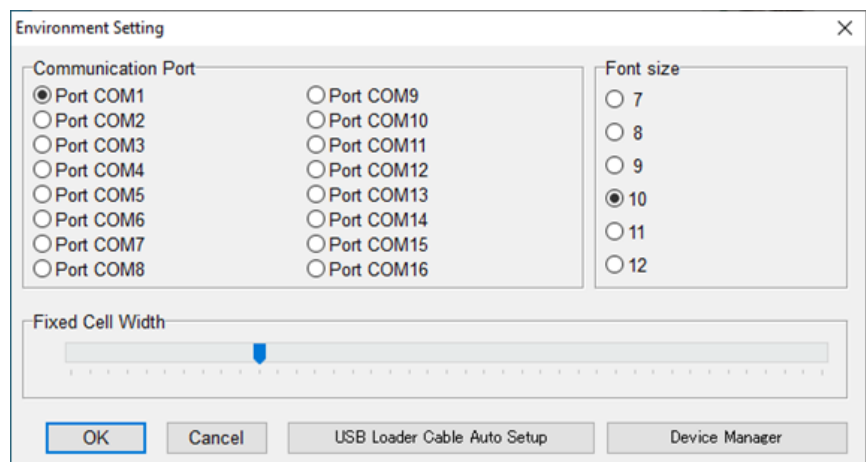 Environment Setting
Communication Port
Port COM1
Port COM2
Port COM3
Port COM4
Port COM5
Port COM6
Port COM7
Port COM8
Port COM9
Port COM10
Port COM11
Port COM12
Port COM13
Port COM14
Port COM15
Port COM16
Font size
7
8
9
10
11
12
Fixed Cell Width
OK
Cancel
USB Loader Cable Auto Setup
Device Manager